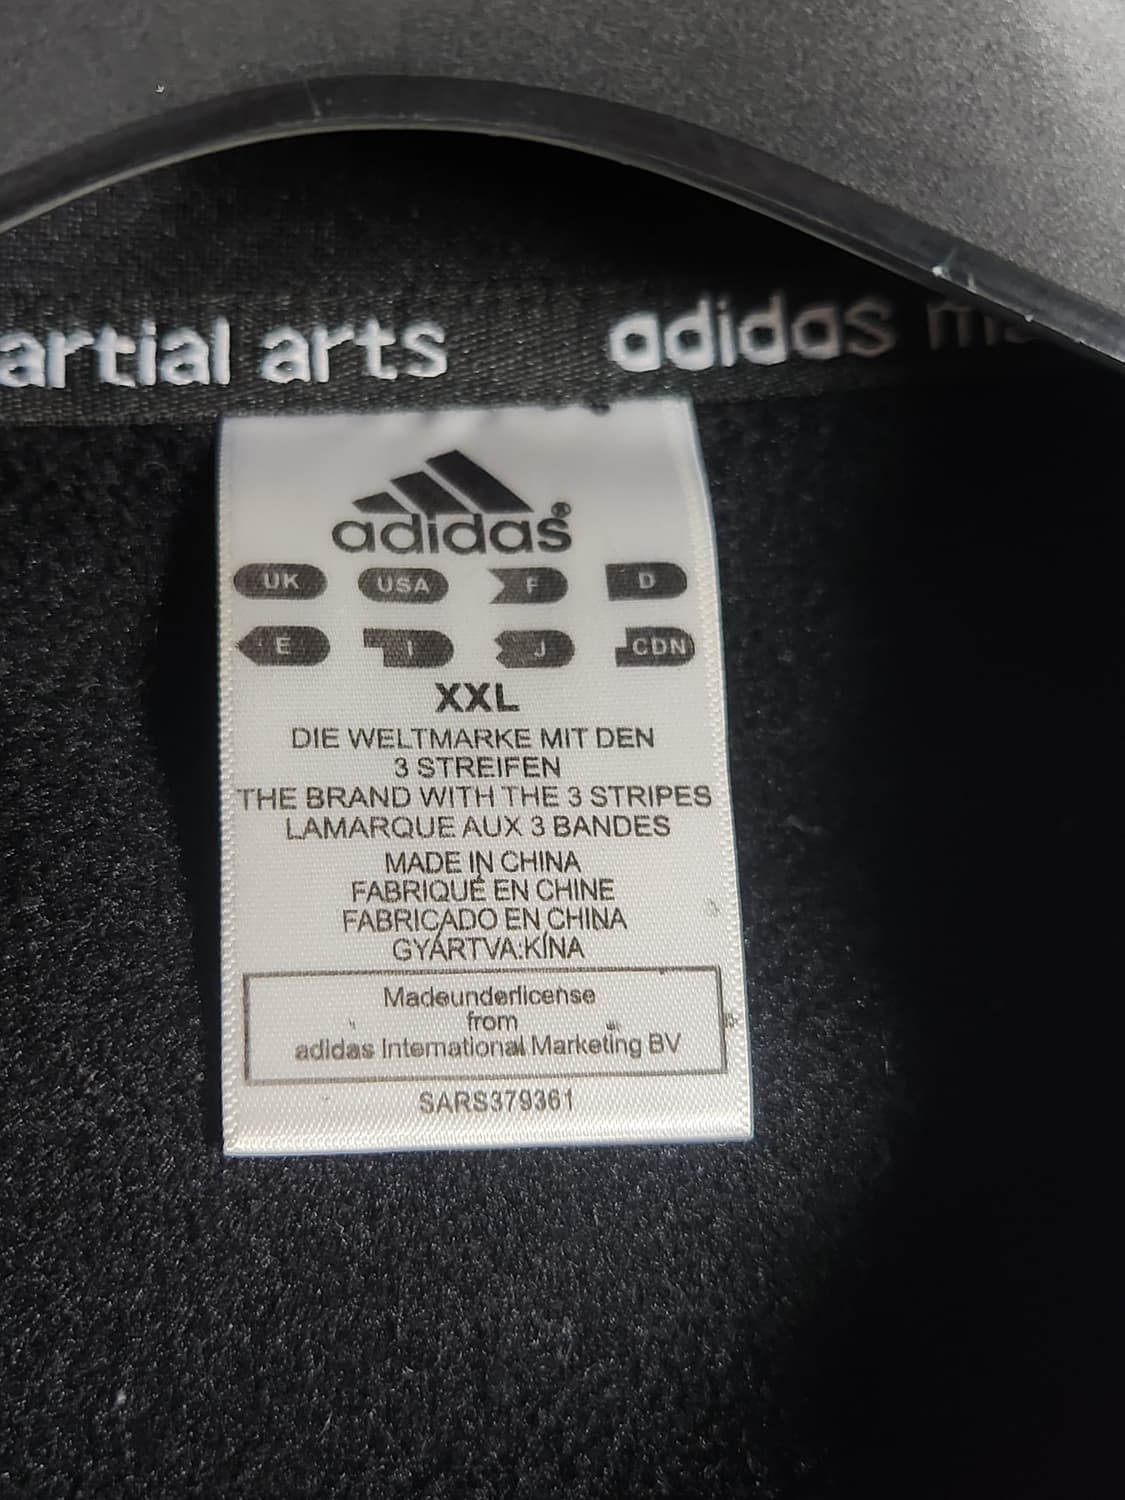 artial arts adidas
adidas®
UK USA F D
E I J CDN
XXL
DIE WELTMARKE MIT DEN
3 STREIFEN
THE BRAND WITH THE 3 STRIPES
LAMARQUE AUX 3 BANDES
MADE IN CHINA
FABRIQUÉ EN CHINE
FABRICADO EN CHINA
GYÁRTVA:KÍNA
Madeunderlicense
from
adidas International Marketing BV
SARS379361